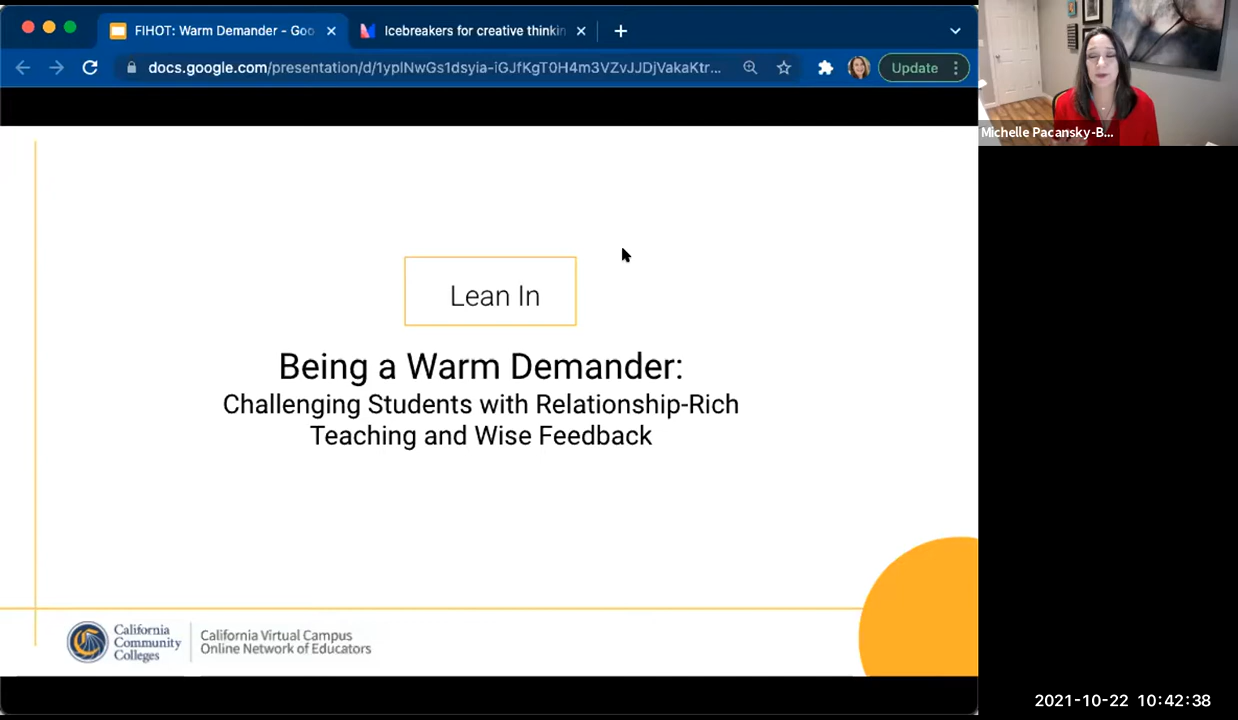 FIHOT: Warm Demander - Goo
Icebreakers for creative thinkin
docs.google.com/presentation/d/1yplNwGs1dsyia-iGJfKgT0H4m3VZvJJDjVakaKtr...
Update
Michelle Pacansky-B...
Lean In
Being a Warm Demander:
Challenging Students with Relationship-Rich
Teaching and Wise Feedback
California
Community
Colleges
California Virtual Campus
Online Network of Educators
2021-10-22 10:42:38